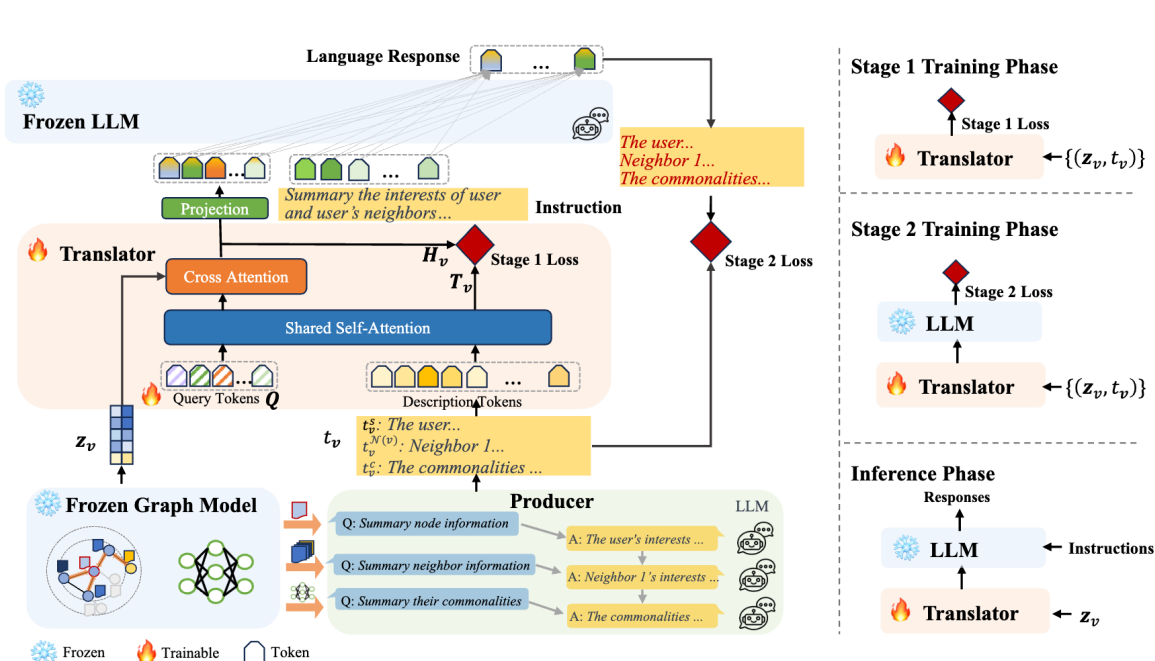 Language Response
...
Frozen LLM
The user...
Neighbor 1...
The commonalities...
...
...
Summary the interests of user
and user's neighbors...
Instruction
Projection
Translator
H_v
Stage 1 Loss
T_v
Stage 2 Loss
Cross Attention
Shared Self-Attention
...
...
Query Tokens Q
Description Tokens
z_v
t_v
t_v^s: The user...
t_v^{N(v)}: Neighbor 1...
t_v^c: The commonalities ...
Frozen Graph Model
Producer
LLM
Q: Summary node information
A: The user's interests ...
Q: Summary neighbor information
A: Neighbor 1's interests ...
Q: Summary their commonalities
A: The commonalities ...
Frozen
Trainable
Token
Stage 1 Training Phase
Stage 1 Loss
Translator
{(z_v, t_v)}
Stage 2 Training Phase
Stage 2 Loss
LLM
Translator
{(z_v, t_v)}
Inference Phase
Responses
LLM
Instructions
Translator
z_v